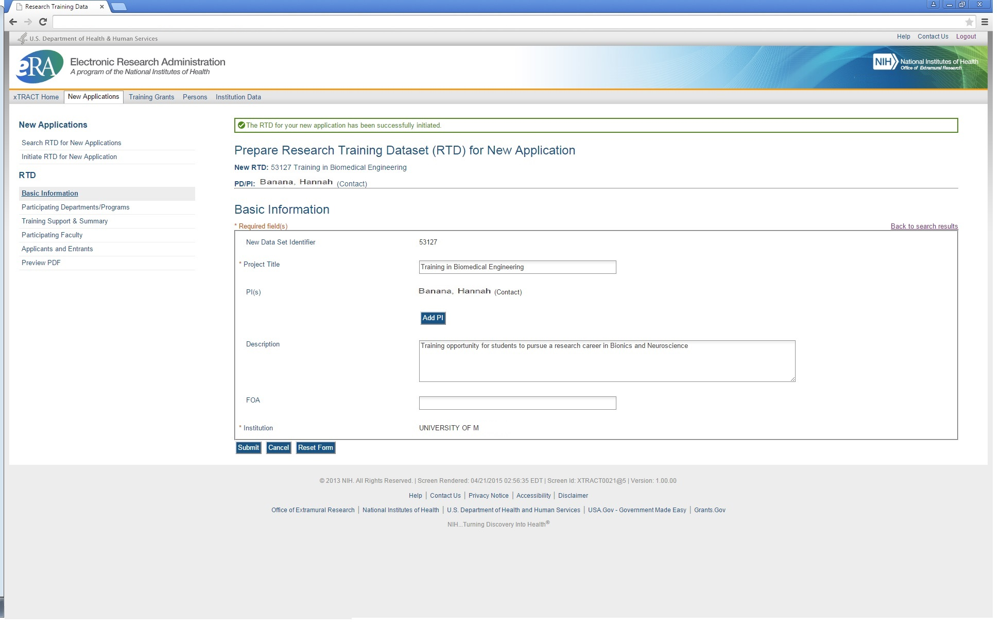 Research Training Data
U.S. Department of Health & Human Services
Help Contact Us Logout
eRA Electronic Research Administration
A program of the National Institutes of Health
NIH National Institutes of Health
Office of Extramural Research
xTRACT Home New Applications Training Grants Persons Institution Data
New Applications
Search RTD for New Applications
Initiate RTD for New Application
RTD
Basic Information
Participating Departments/Programs
Training Support & Summary
Participating Faculty
Applicants and Entrants
Preview PDF
The RTD for your new application has been successfully initiated.
Prepare Research Training Dataset (RTD) for New Application
New RTD: 53127 Training in Biomedical Engineering
PD/PI: Banana, Hannah (Contact)
Basic Information
* Required field(s)
Back to search results
New Data Set Identifier 53127
* Project Title Training in Biomedical Engineering
PI(s) Banana, Hannah (Contact)
Add PI
Description Training opportunity for students to pursue a research career in Bionics and Neuroscience
FOA
* Institution UNIVERSITY OF M
Submit Cancel Reset Form
© 2013 NIH. All Rights Reserved. | Screen Rendered: 04/21/2015 02:56:35 EDT | Screen Id: XTRACT0021@5 | Version: 1.00.00
Help | Contact Us | Privacy Notice | Accessibility | Disclaimer
Office of Extramural Research | National Institutes of Health | U.S. Department of Health and Human Services | USA.Gov - Government Made Easy | Grants.Gov
NIH...Turning Discovery Into Health®